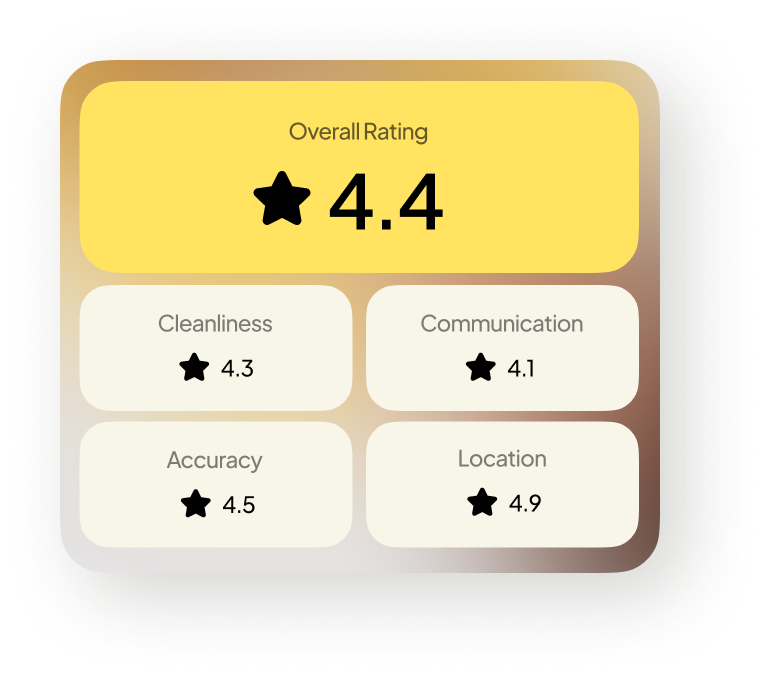 Overall Rating
4.4
Cleanliness
4.3
Communication
4.1
Accuracy
4.5
Location
4.9